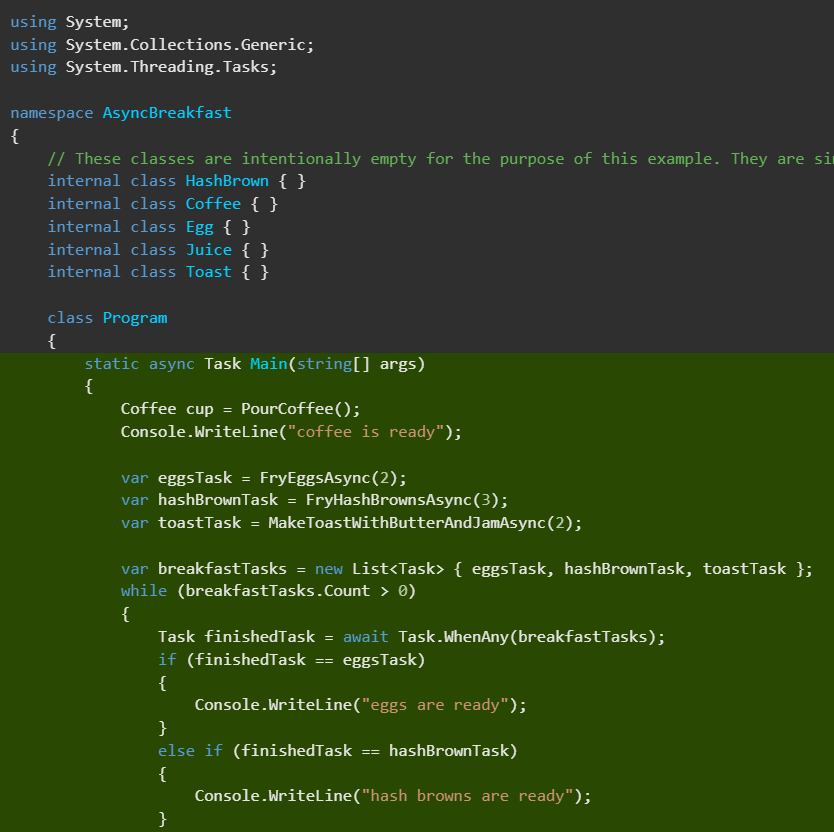 using System;
using System.Collections.Generic;
using System.Threading.Tasks;

namespace AsyncBreakfast
{
    // These classes are intentionally empty for the purpose of this example. They are
    internal class HashBrown { }
    internal class Coffee { }
    internal class Egg { }
    internal class Juice { }
    internal class Toast { }

    class Program
    {
        static async Task Main(string[] args)
        {
            Coffee cup = PourCoffee();
            Console.WriteLine("coffee is ready");

            var eggsTask = FryEggsAsync(2);
            var hashBrownTask = FryHashBrownsAsync(3);
            var toastTask = MakeToastWithButterAndJamAsync(2);

            var breakfastTasks = new List<Task> { eggsTask, hashBrownTask, toastTask };
            while (breakfastTasks.Count > 0)
            {
                Task finishedTask = await Task.WhenAny(breakfastTasks);
                if (finishedTask == eggsTask)
                {
                    Console.WriteLine("eggs are ready");
                }
                else if (finishedTask == hashBrownTask)
                {
                    Console.WriteLine("hash browns are ready");
                }